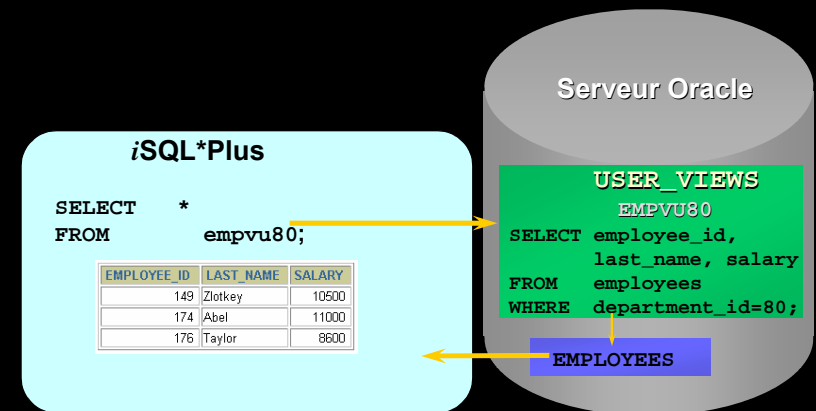 iSQL*Plus
SELECT *
FROM empvu80;
EMPLOYEE_ID LAST_NAME SALARY
149 Zlotkey 10500
174 Abel 11000
176 Taylor 8600
Serveur Oracle
USER_VIEWS
EMPVU80
SELECT employee_id,
last_name, salary
FROM employees
WHERE department_id=80;
EMPLOYEES